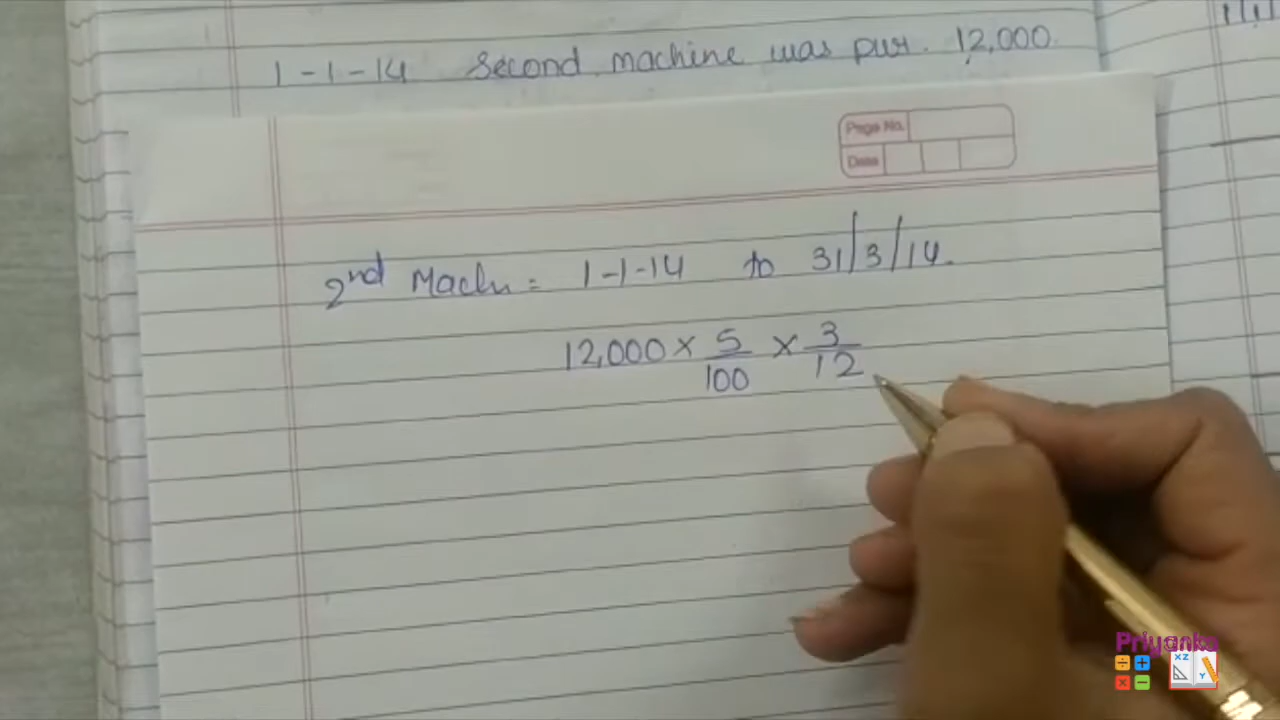 1-1-14 Second machine was pur. 12,000.
Page No.
Date
2nd Machn = 1-1-14 to 31/3/14.
12,000 × 5/100 × 3/12
Priyanka